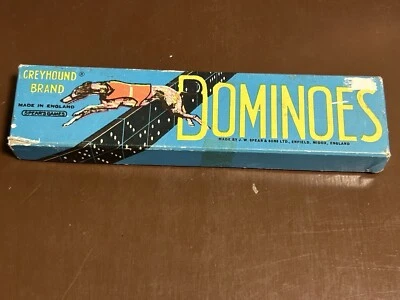 GREYHOUND®
BRAND
MADE IN ENGLAND
SPEAR'S GAMES
DOMINOES
MADE BY J.W. SPEAR & SONS LTD., ENFIELD, MIDDX, ENGLAND